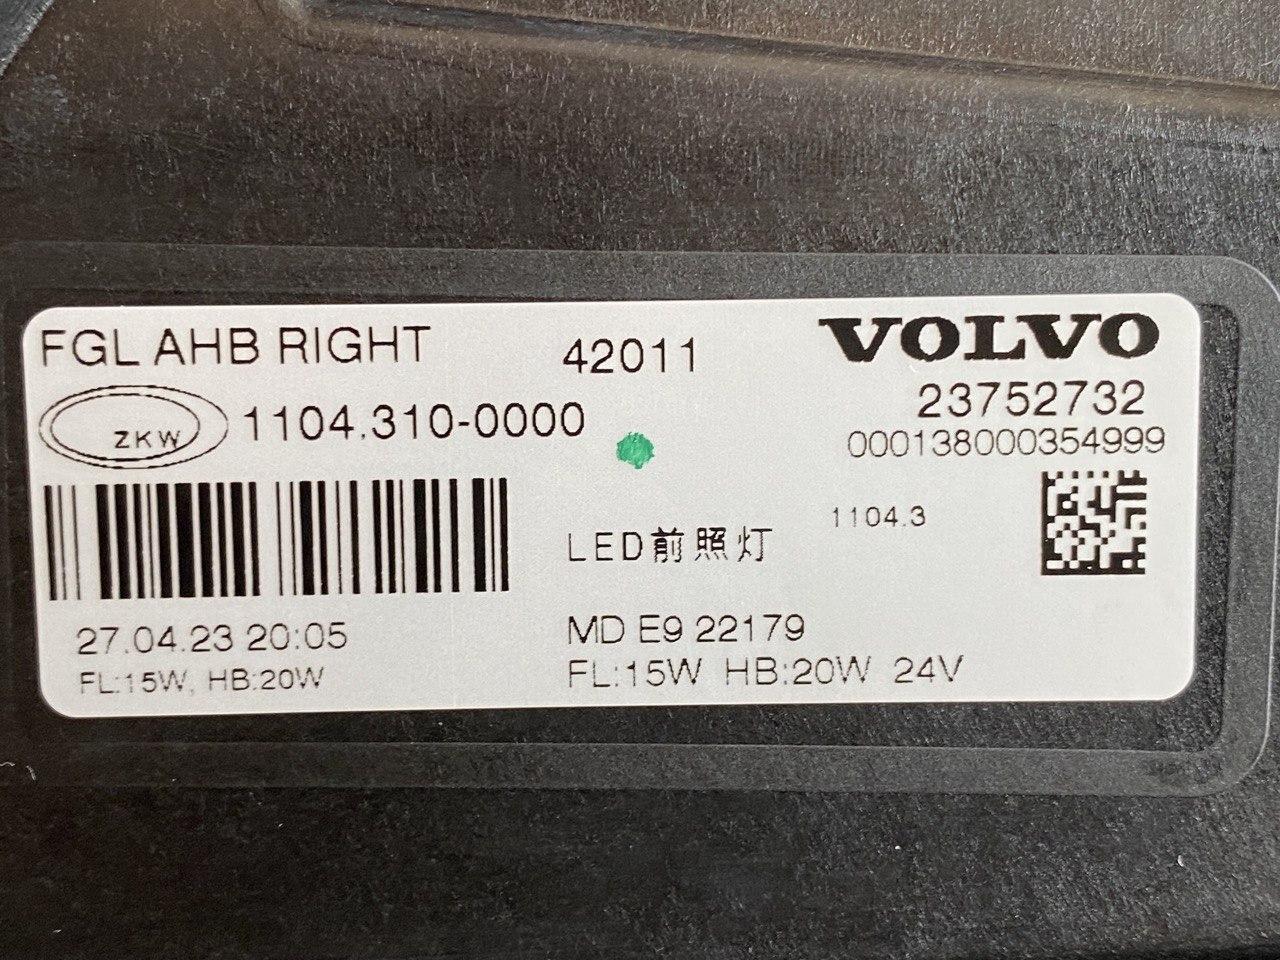 FGL AHB RIGHT
42011
VOLVO
23752732
000138000354999
ZKW
1104.310-0000
1104.3
LED前照灯
27.04.23 20:05
FL:15W, HB:20W
MD E9 22179
FL:15W HB:20W 24V